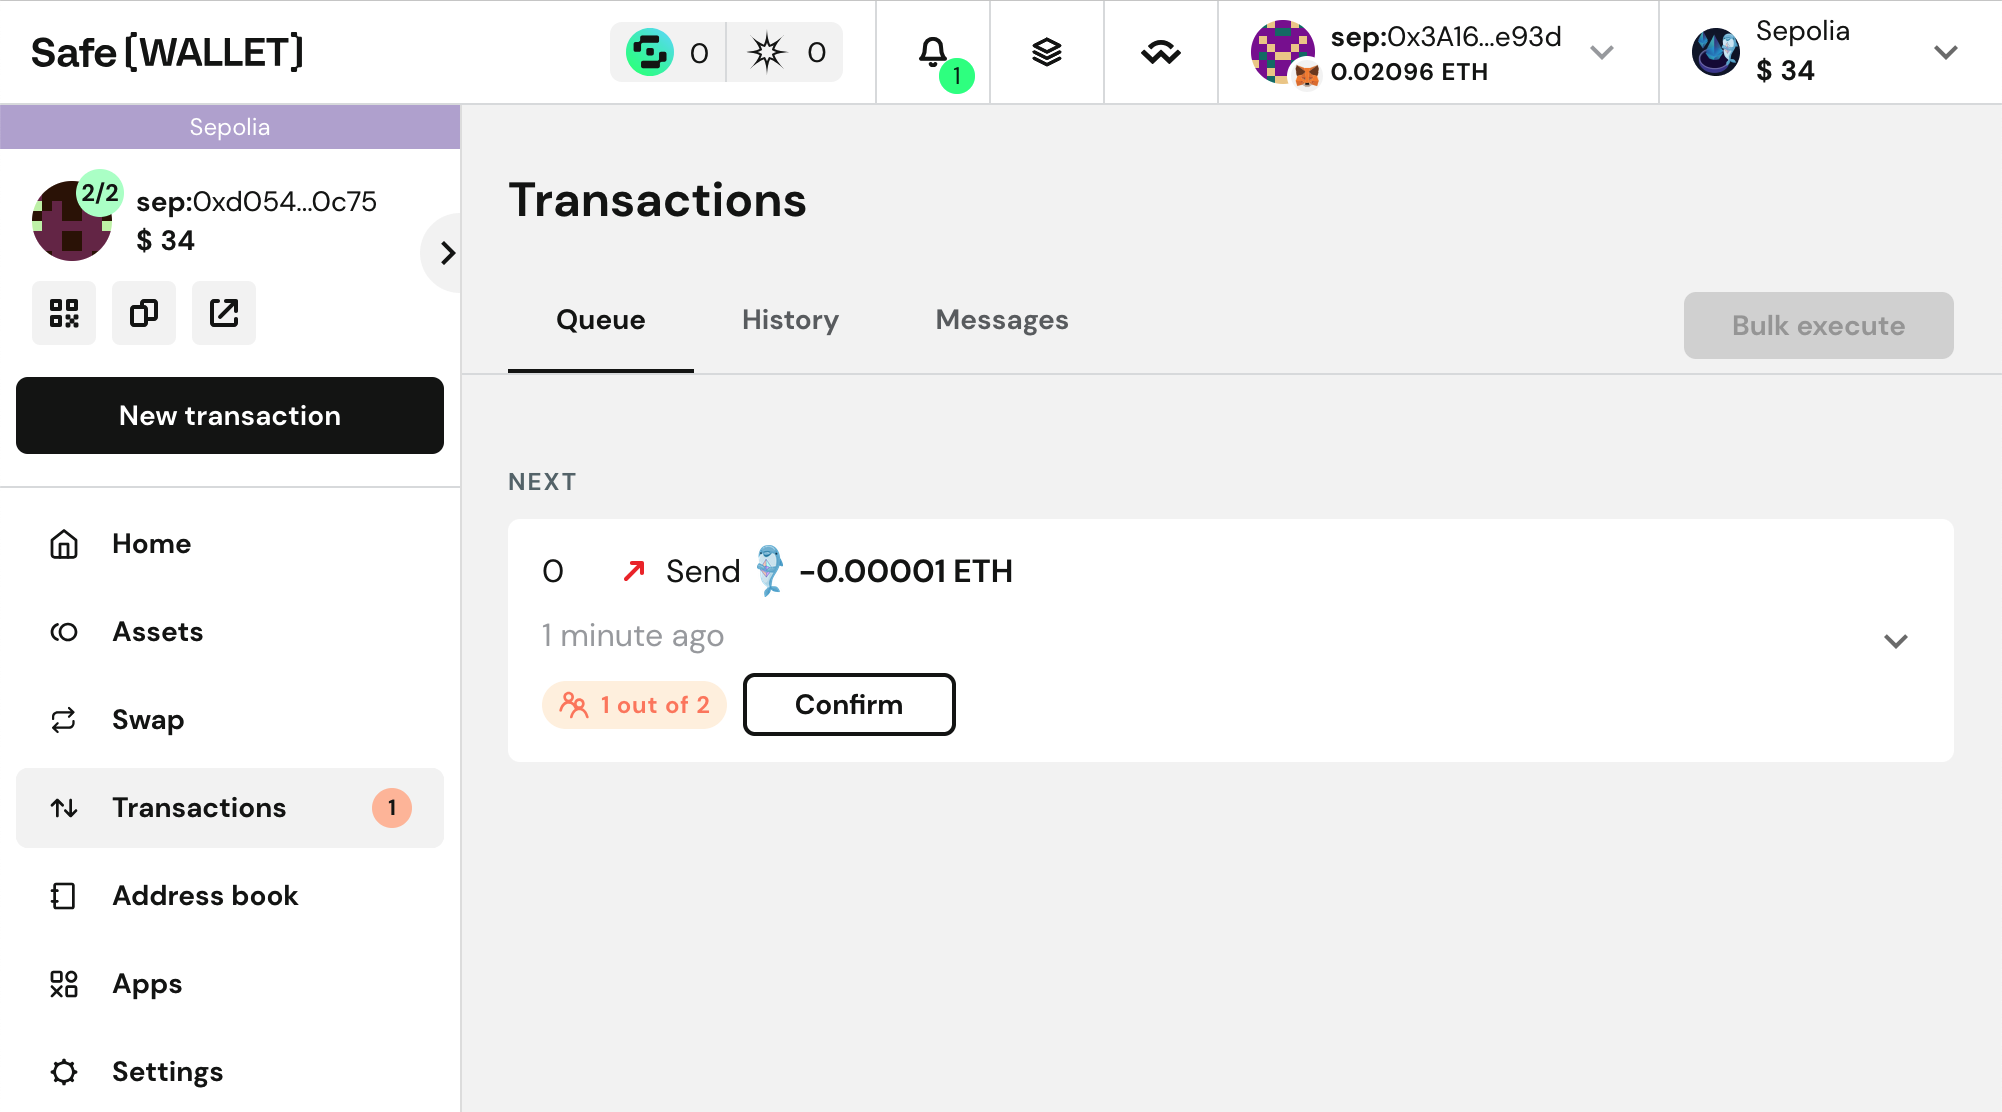 Safe{WALLET}
0
0
1
sep:0x3A16...e93d
0.02096 ETH
Sepolia
$ 34
Sepolia
2/2
sep:0xd054...0c75
$ 34
New transaction
Home
Assets
Swap
Transactions
1
Address book
Apps
Settings
Transactions
Queue
History
Messages
Bulk execute
NEXT
0
Send
-0.00001 ETH
1 minute ago
1 out of 2
Confirm